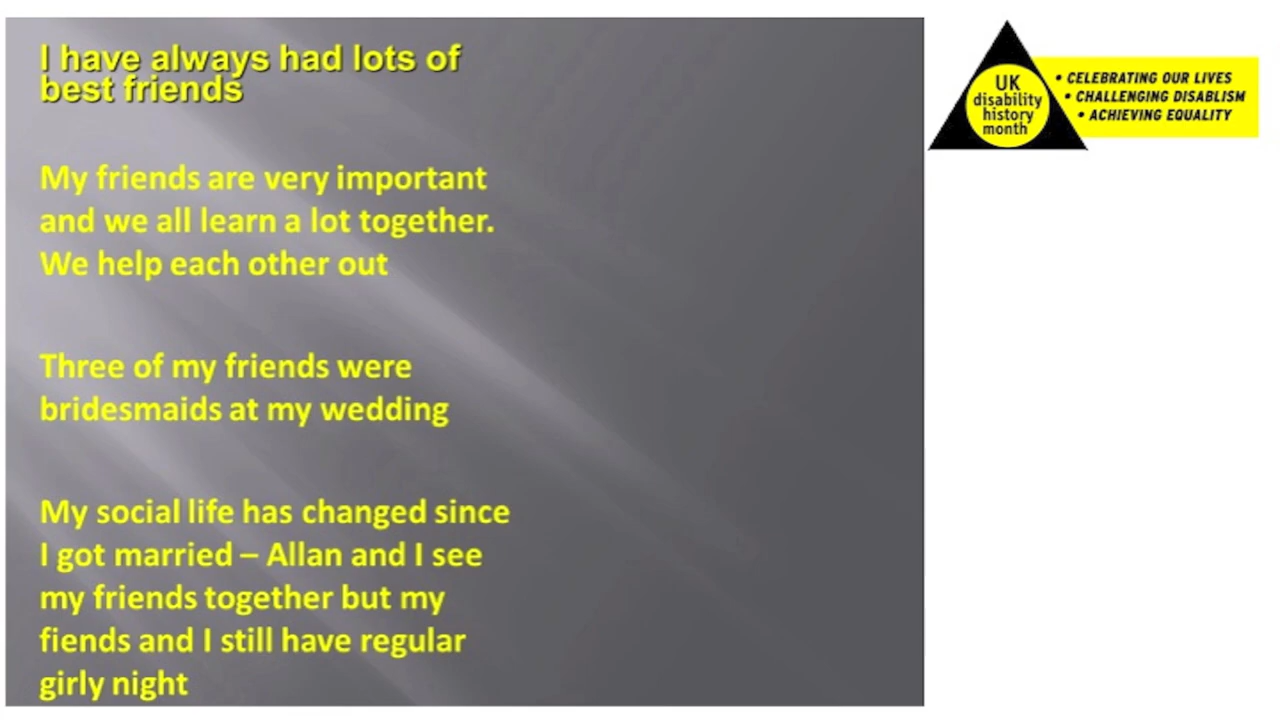 I have always had lots of
best friends
My friends are very important
and we all learn a lot together.
We help each other out
Three of my friends were
bridesmaids at my wedding
My social life has changed since
I got married – Allan and I see
my friends together but my
fiends and I still have regular
girly night
UK
disability
history
month
• CELEBRATING OUR LIVES
• CHALLENGING DISABLISM
• ACHIEVING EQUALITY